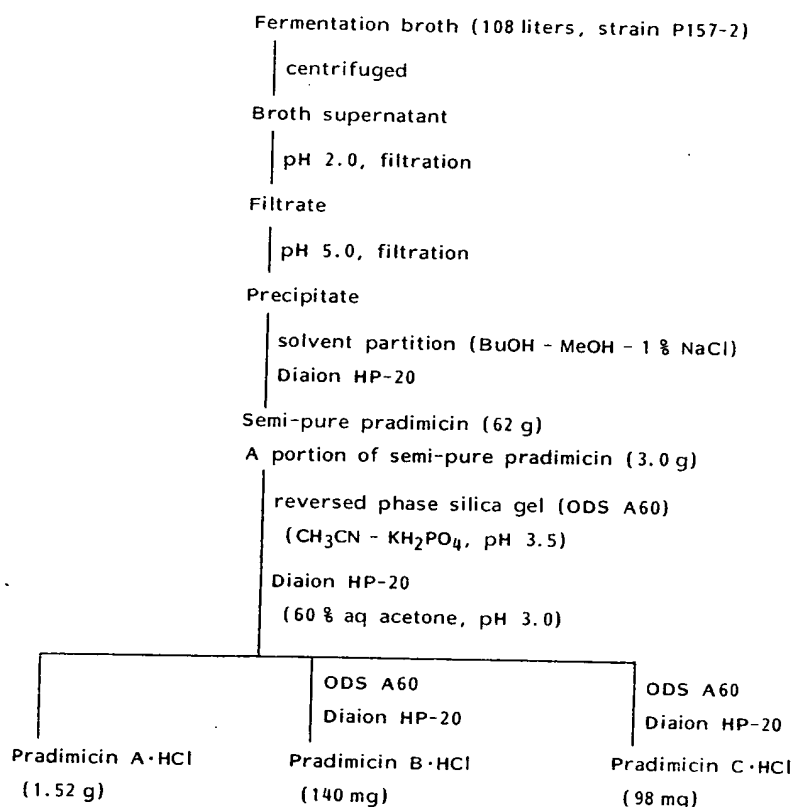 Fermentation broth (108 liters, strain P157-2)
centrifuged
Broth supernatant
pH 2.0, filtration
Filtrate
pH 5.0, filtration
Precipitate
solvent partition (BuOH - MeOH - 1 % NaCl)
Diaion HP-20
Semi-pure pradimicin (62 g)
A portion of semi-pure pradimicin (3.0 g)
reversed phase silica gel (ODS A60)
(CH₃CN - KH₂PO₄, pH 3.5)
Diaion HP-20
(60 % aq acetone, pH 3.0)
ODS A60
Diaion HP-20
ODS A60
Diaion HP-20
Pradimicin A·HCl
(1.52 g)
Pradimicin B·HCl
(140 mg)
Pradimicin C·HCl
(98 mg)